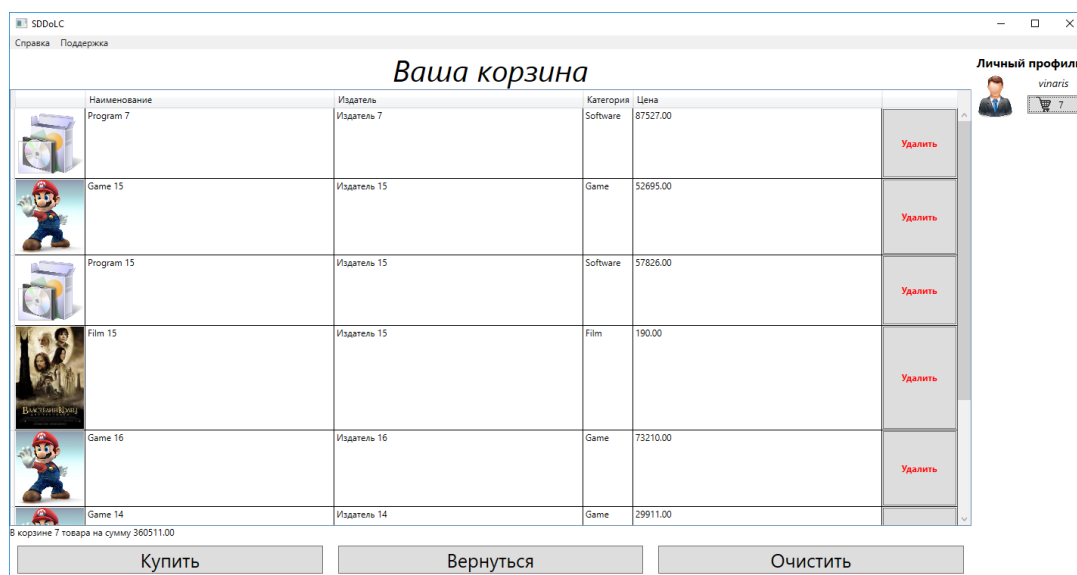 SDDoLC
Справка Поддержка
Ваша корзина
Личный профиль
vinaris
7
Наименование Издатель Категория Цена
Program 7 Издатель 7 Software 87527.00 Удалить
Game 15 Издатель 15 Game 52695.00 Удалить
Program 15 Издатель 15 Software 57826.00 Удалить
Film 15 Издатель 15 Film 190.00 Удалить
ВЛАСТЕЛИН КОЛЕЦ
Game 16 Издатель 16 Game 73210.00 Удалить
Game 14 Издатель 14 Game 29911.00
В корзине 7 товара на сумму 360511.00
Купить Вернуться Очистить